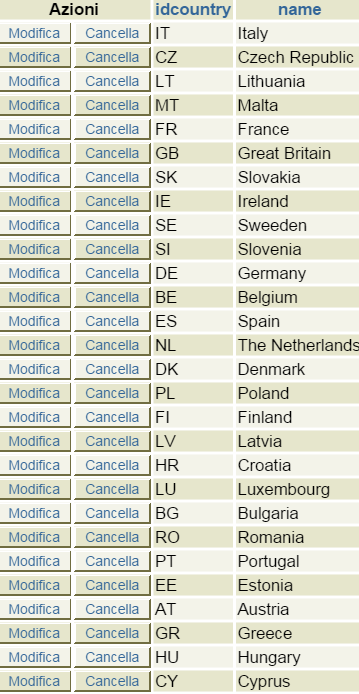 Azioni idcountry name
Modifica Cancella IT Italy
Modifica Cancella CZ Czech Republic
Modifica Cancella LT Lithuania
Modifica Cancella MT Malta
Modifica Cancella FR France
Modifica Cancella GB Great Britain
Modifica Cancella SK Slovakia
Modifica Cancella IE Ireland
Modifica Cancella SE Sweeden
Modifica Cancella SI Slovenia
Modifica Cancella DE Germany
Modifica Cancella BE Belgium
Modifica Cancella ES Spain
Modifica Cancella NL The Netherlands
Modifica Cancella DK Denmark
Modifica Cancella PL Poland
Modifica Cancella FI Finland
Modifica Cancella LV Latvia
Modifica Cancella HR Croatia
Modifica Cancella LU Luxembourg
Modifica Cancella BG Bulgaria
Modifica Cancella RO Romania
Modifica Cancella PT Portugal
Modifica Cancella EE Estonia
Modifica Cancella AT Austria
Modifica Cancella GR Greece
Modifica Cancella HU Hungary
Modifica Cancella CY Cyprus